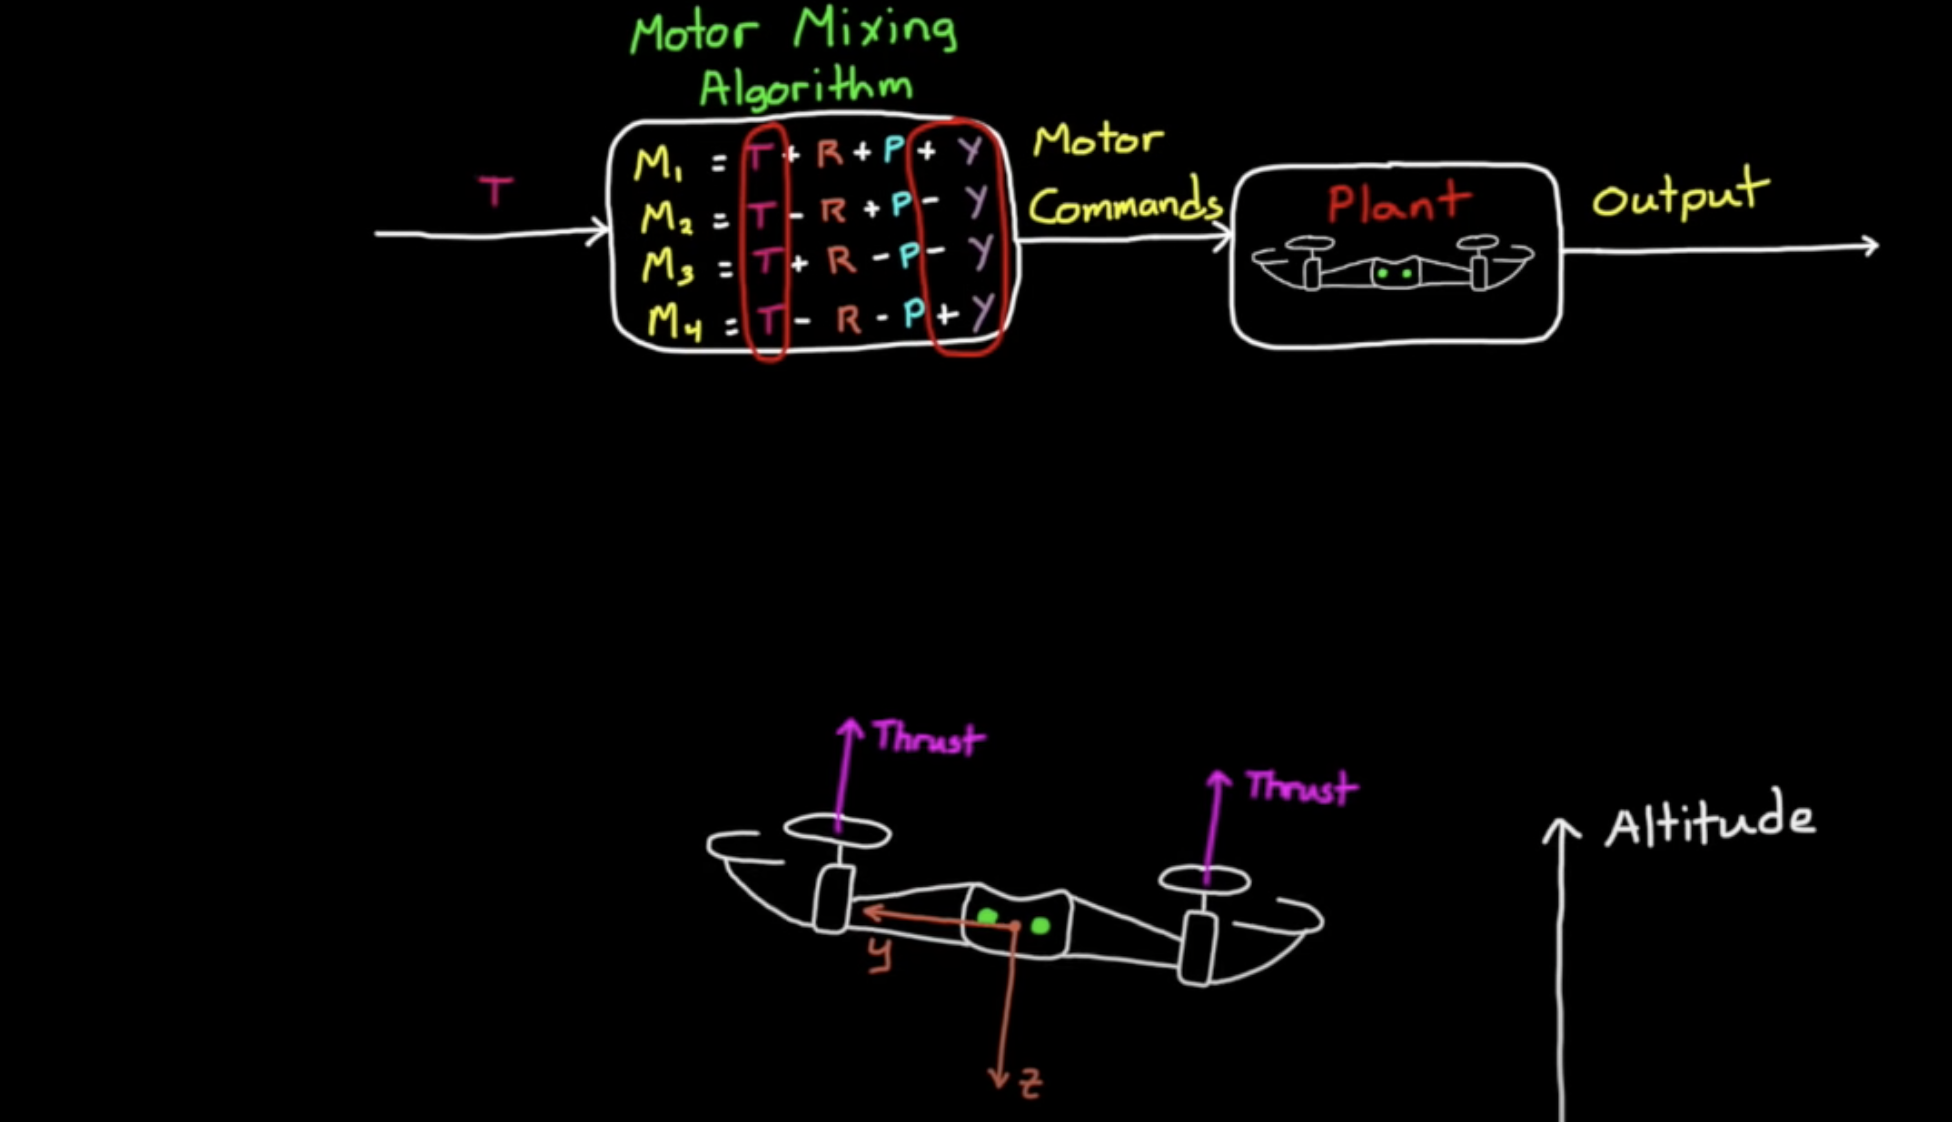 Motor Mixing
Algorithm
T
M₁ = T + R + P + Y
M₂ = T - R + P - Y
M₃ = T + R - P - Y
M₄ = T - R - P + Y
Motor
Commands
Plant
Output
Thrust
Thrust
Altitude
y
z